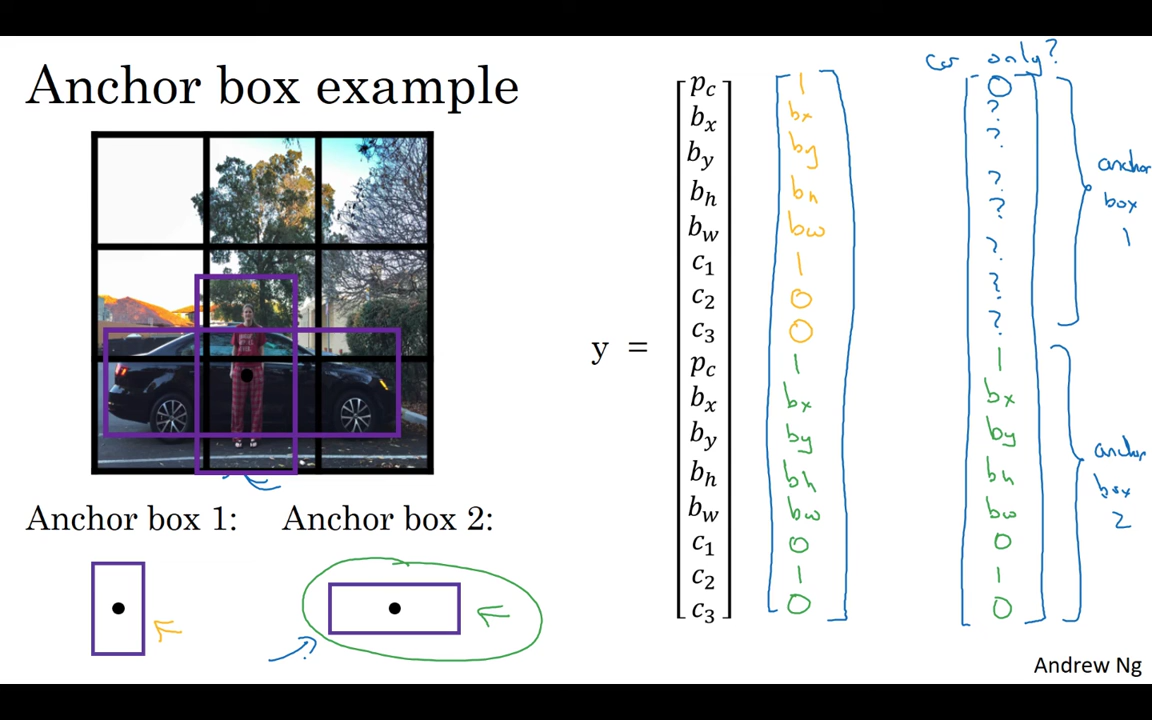 Anchor box example
Anchor box 1:
Anchor box 2:
y =
p_c
b_x
b_y
b_h
b_w
c_1
c_2
c_3
p_c
b_x
b_y
b_h
b_w
c_1
c_2
c_3
1
bx
by
bh
bw
1
0
0
1
bx
by
bh
bw
0
1
0
car only?
0
?
?
?
?
?
?
?
1
bx
by
bh
bw
0
1
0
anchor
box
1
anchor
box
2
?
Andrew Ng